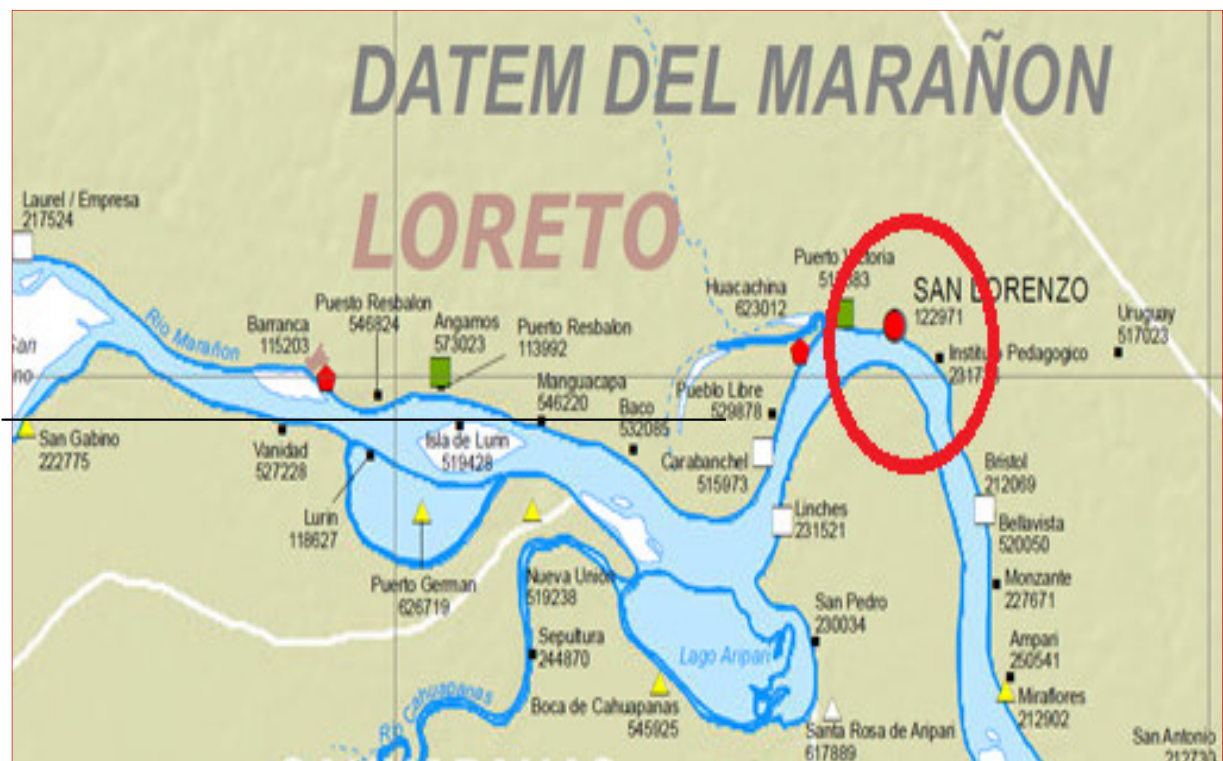 DATEM DEL MARAÑON
LORETO
Laurel / Empresa
217524
Puerto Victoria
Huacachina
623012
SAN LORENZO
122971
Uruguay
517023
Rio Marañón
Barranca
115203
Puesto Resbalon
546824
Angamos
573023
Puerto Resbalon
113992
Instituto Pedagogico
Manguacapa
546220
Pueblo Libre
529878
Baco
532085
San Gabino
222775
Vanidad
527228
Isla de Lurin
519428
Carabanchel
515973
Bristol
212069
Lurin
118627
Linches
231521
Bellavista
520050
Puerto German
626719
Nueva Union
519238
Monzante
227671
San Pedro
230034
Sepultura
244870
Lago Aripari
Ampari
250541
Rio Cahuapanas
Boca de Cahuapanas
545925
Miraflores
212902
Santa Rosa de Aripari
617889
San Antonio
212730